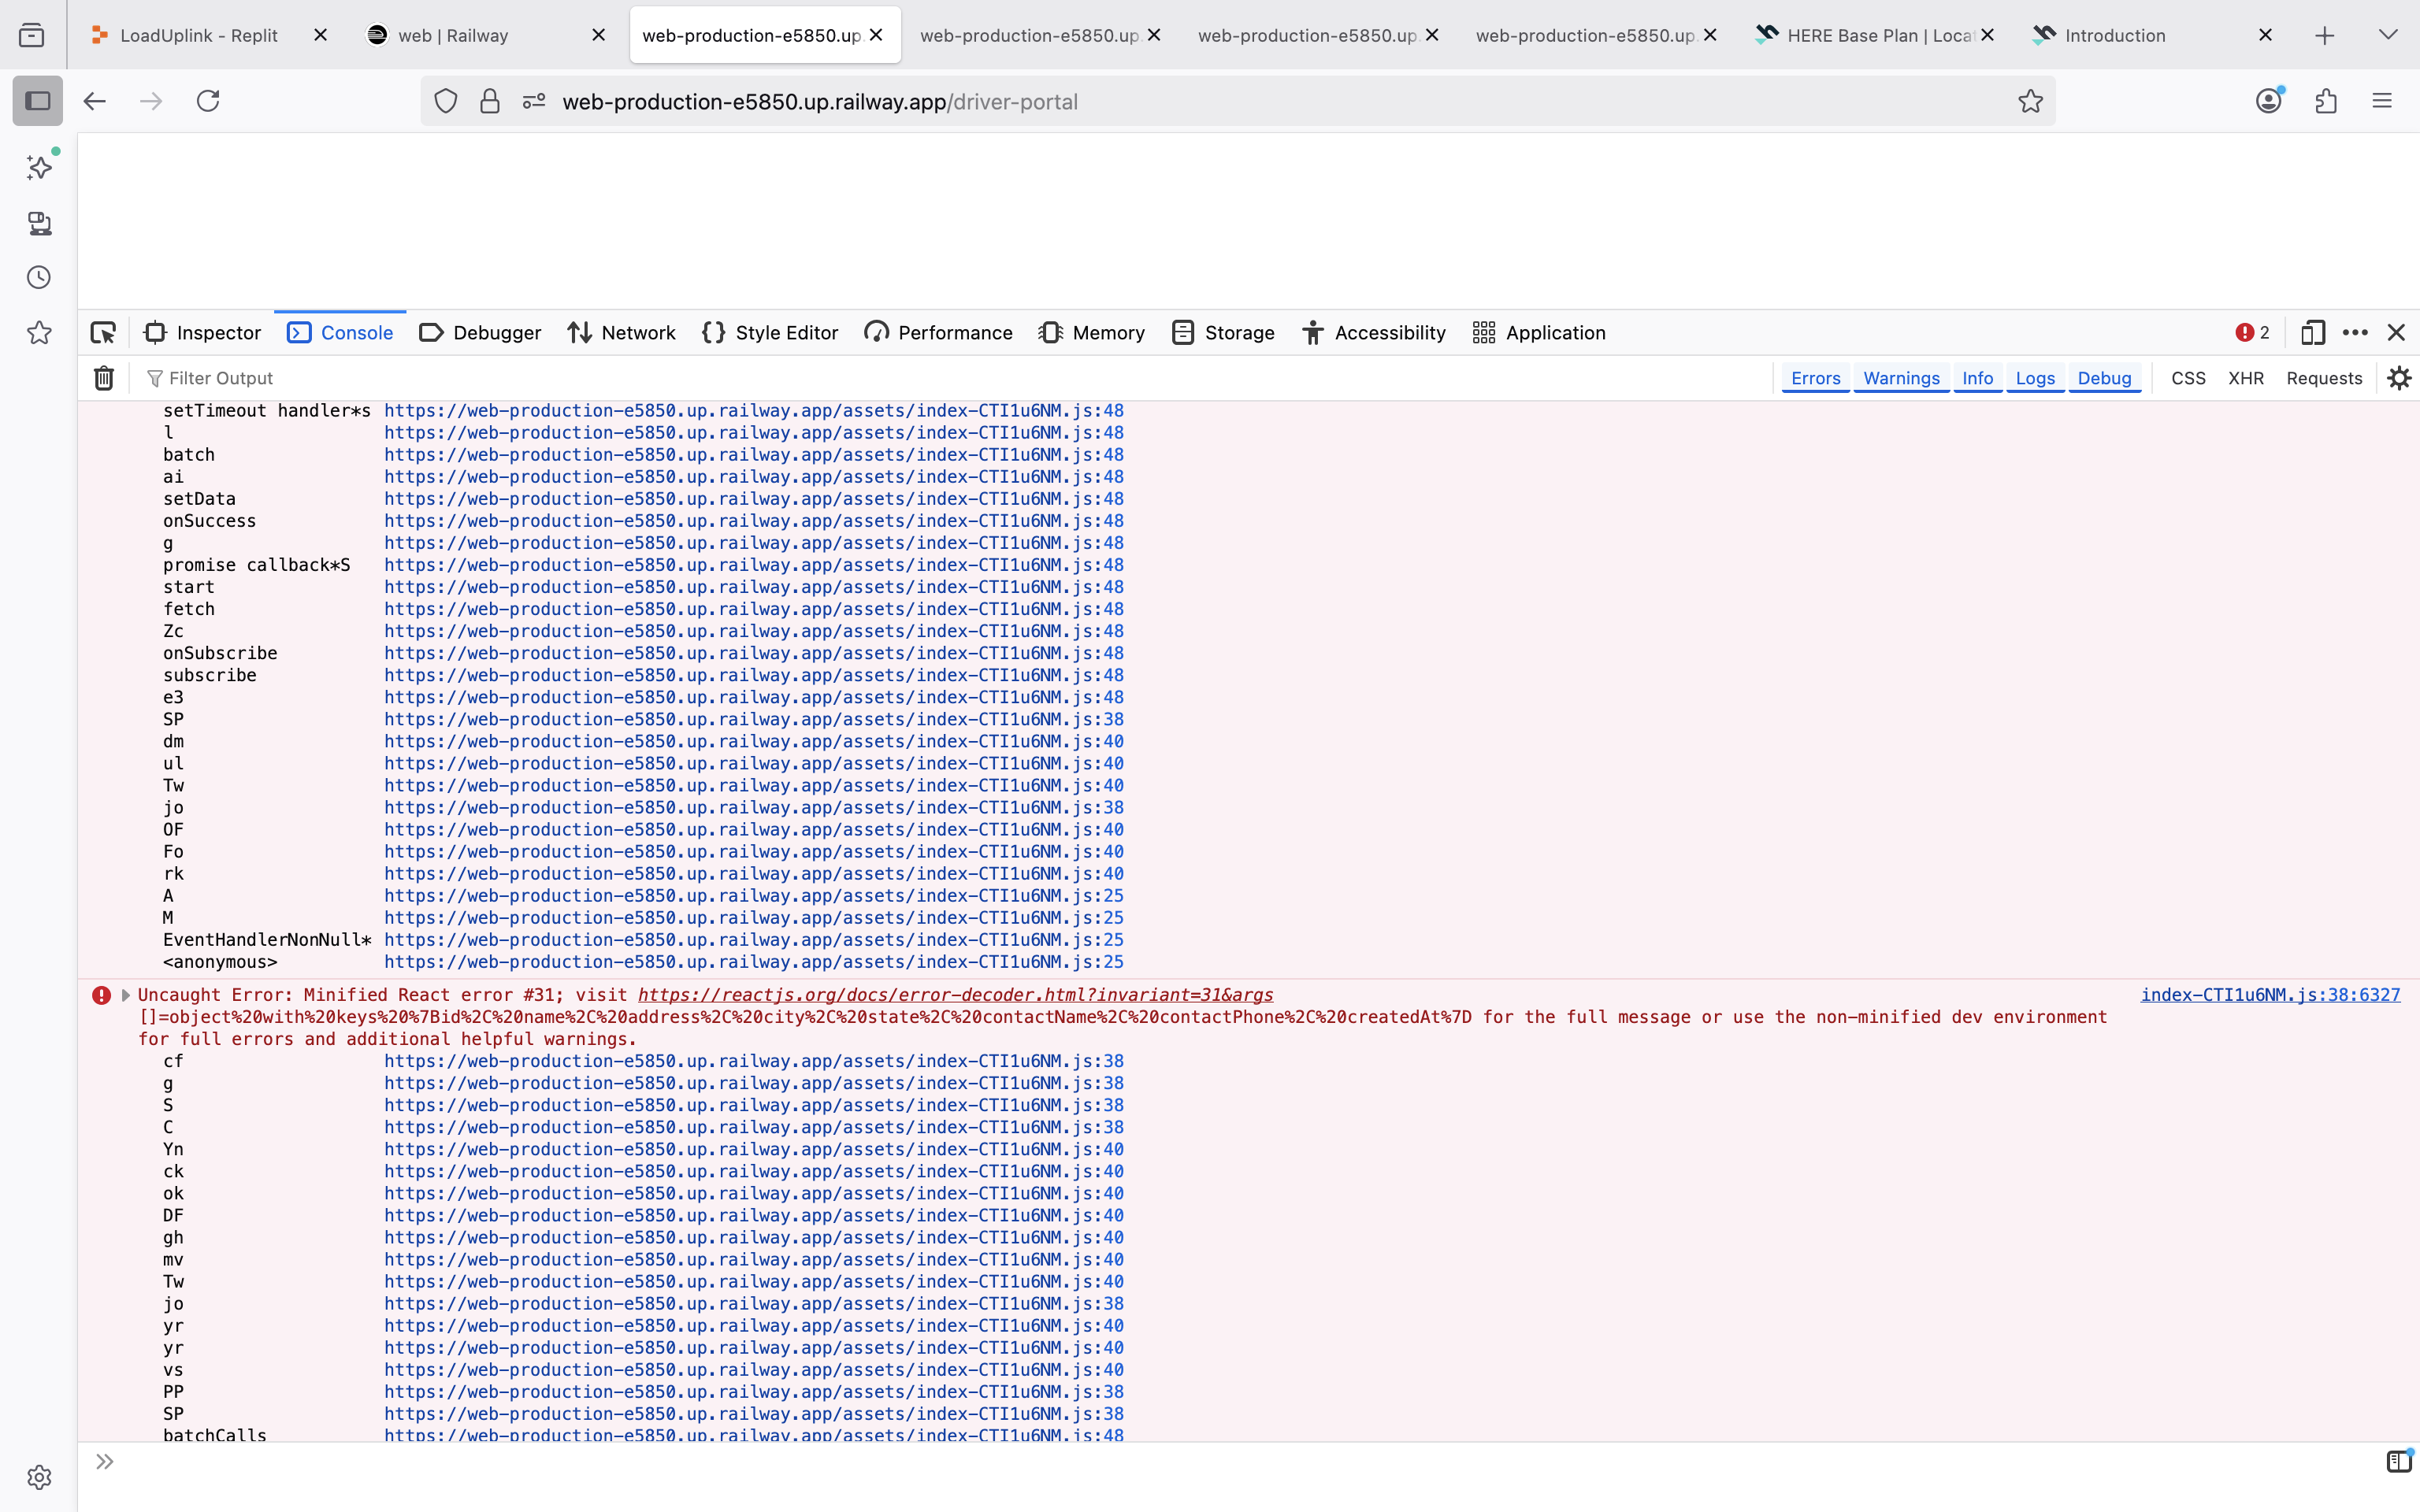 LoadUplink - Replit
web | Railway
web-production-e5850.up.
web-production-e5850.up.
web-production-e5850.up.
web-production-e5850.up.
HERE Base Plan | Loca
Introduction
web-production-e5850.up.railway.app/driver-portal
Inspector Console Debugger Network Style Editor Performance Memory Storage Accessibility Application 2
Filter Output Errors Warnings Info Logs Debug CSS XHR Requests
setTimeout handler*s https://web-production-e5850.up.railway.app/assets/index-CTI1u6NM.js:48
l https://web-production-e5850.up.railway.app/assets/index-CTI1u6NM.js:48
batch https://web-production-e5850.up.railway.app/assets/index-CTI1u6NM.js:48
ai https://web-production-e5850.up.railway.app/assets/index-CTI1u6NM.js:48
setData https://web-production-e5850.up.railway.app/assets/index-CTI1u6NM.js:48
onSuccess https://web-production-e5850.up.railway.app/assets/index-CTI1u6NM.js:48
g https://web-production-e5850.up.railway.app/assets/index-CTI1u6NM.js:48
promise callback*S https://web-production-e5850.up.railway.app/assets/index-CTI1u6NM.js:48
start https://web-production-e5850.up.railway.app/assets/index-CTI1u6NM.js:48
fetch https://web-production-e5850.up.railway.app/assets/index-CTI1u6NM.js:48
Zc https://web-production-e5850.up.railway.app/assets/index-CTI1u6NM.js:48
onSubscribe https://web-production-e5850.up.railway.app/assets/index-CTI1u6NM.js:48
subscribe https://web-production-e5850.up.railway.app/assets/index-CTI1u6NM.js:48
e3 https://web-production-e5850.up.railway.app/assets/index-CTI1u6NM.js:48
SP https://web-production-e5850.up.railway.app/assets/index-CTI1u6NM.js:38
dm https://web-production-e5850.up.railway.app/assets/index-CTI1u6NM.js:40
ul https://web-production-e5850.up.railway.app/assets/index-CTI1u6NM.js:40
Tw https://web-production-e5850.up.railway.app/assets/index-CTI1u6NM.js:40
jo https://web-production-e5850.up.railway.app/assets/index-CTI1u6NM.js:38
OF https://web-production-e5850.up.railway.app/assets/index-CTI1u6NM.js:40
Fo https://web-production-e5850.up.railway.app/assets/index-CTI1u6NM.js:40
rk https://web-production-e5850.up.railway.app/assets/index-CTI1u6NM.js:40
A https://web-production-e5850.up.railway.app/assets/index-CTI1u6NM.js:25
M https://web-production-e5850.up.railway.app/assets/index-CTI1u6NM.js:25
EventHandlerNonNull* https://web-production-e5850.up.railway.app/assets/index-CTI1u6NM.js:25
<anonymous> https://web-production-e5850.up.railway.app/assets/index-CTI1u6NM.js:25
Uncaught Error: Minified React error #31; visit https://reactjs.org/docs/error-decoder.html?invariant=31&args index-CTI1u6NM.js:38:6327
[]=object%20with%20keys%20%7Bid%2C%20name%2C%20address%2C%20city%2C%20state%2C%20contactName%2C%20contactPhone%2C%20createdAt%7D for the full message or use the non-minified dev environment
for full errors and additional helpful warnings.
cf https://web-production-e5850.up.railway.app/assets/index-CTI1u6NM.js:38
g https://web-production-e5850.up.railway.app/assets/index-CTI1u6NM.js:38
S https://web-production-e5850.up.railway.app/assets/index-CTI1u6NM.js:38
C https://web-production-e5850.up.railway.app/assets/index-CTI1u6NM.js:38
Yn https://web-production-e5850.up.railway.app/assets/index-CTI1u6NM.js:40
ck https://web-production-e5850.up.railway.app/assets/index-CTI1u6NM.js:40
ok https://web-production-e5850.up.railway.app/assets/index-CTI1u6NM.js:40
DF https://web-production-e5850.up.railway.app/assets/index-CTI1u6NM.js:40
gh https://web-production-e5850.up.railway.app/assets/index-CTI1u6NM.js:40
mv https://web-production-e5850.up.railway.app/assets/index-CTI1u6NM.js:40
Tw https://web-production-e5850.up.railway.app/assets/index-CTI1u6NM.js:40
jo https://web-production-e5850.up.railway.app/assets/index-CTI1u6NM.js:38
yr https://web-production-e5850.up.railway.app/assets/index-CTI1u6NM.js:40
yr https://web-production-e5850.up.railway.app/assets/index-CTI1u6NM.js:40
vs https://web-production-e5850.up.railway.app/assets/index-CTI1u6NM.js:40
PP https://web-production-e5850.up.railway.app/assets/index-CTI1u6NM.js:38
SP https://web-production-e5850.up.railway.app/assets/index-CTI1u6NM.js:38
batchCalls https://web-production-e5850.up.railway.app/assets/index-CTI1u6NM.js:48